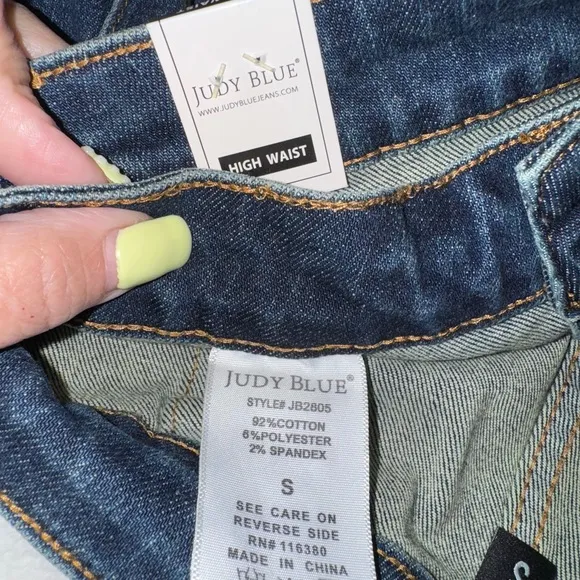 JUDY BLUE®
WWW.JUDYBLUEJEANS.COM
HIGH WAIST
JUDY BLUE®
STYLE# JB2805
92%COTTON
6%POLYESTER
2% SPANDEX
S
SEE CARE ON
REVERSE SIDE
RN# 116380
MADE IN CHINA